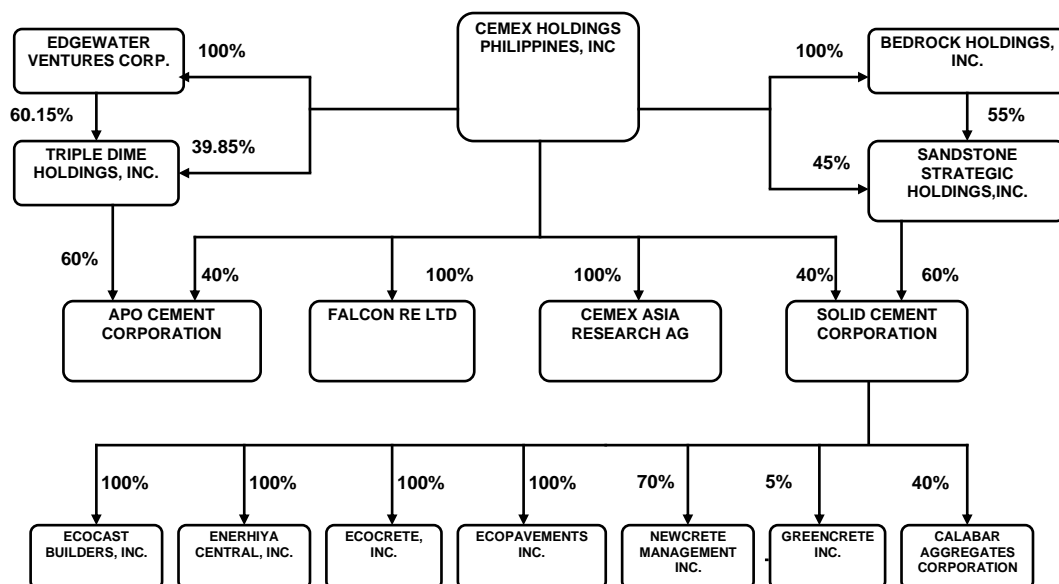 CEMEX HOLDINGS
PHILIPPINES, INC
EDGEWATER
VENTURES CORP.
100%
100%
BEDROCK HOLDINGS,
INC.
60.15%
55%
TRIPLE DIME
HOLDINGS, INC.
39.85%
45%
SANDSTONE
STRATEGIC
HOLDINGS,INC.
60%
40%
100%
100%
40%
60%
APO CEMENT
CORPORATION
FALCON RE LTD
CEMEX ASIA
RESEARCH AG
SOLID CEMENT
CORPORATION
100%
100%
100%
100%
70%
5%
40%
ECOCAST
BUILDERS, INC.
ENERHIYA
CENTRAL, INC.
ECOCRETE,
INC.
ECOPAVEMENTS
INC.
NEWCRETE
MANAGEMENT
INC.
GREENCRETE
INC.
CALABAR
AGGREGATES
CORPORATION